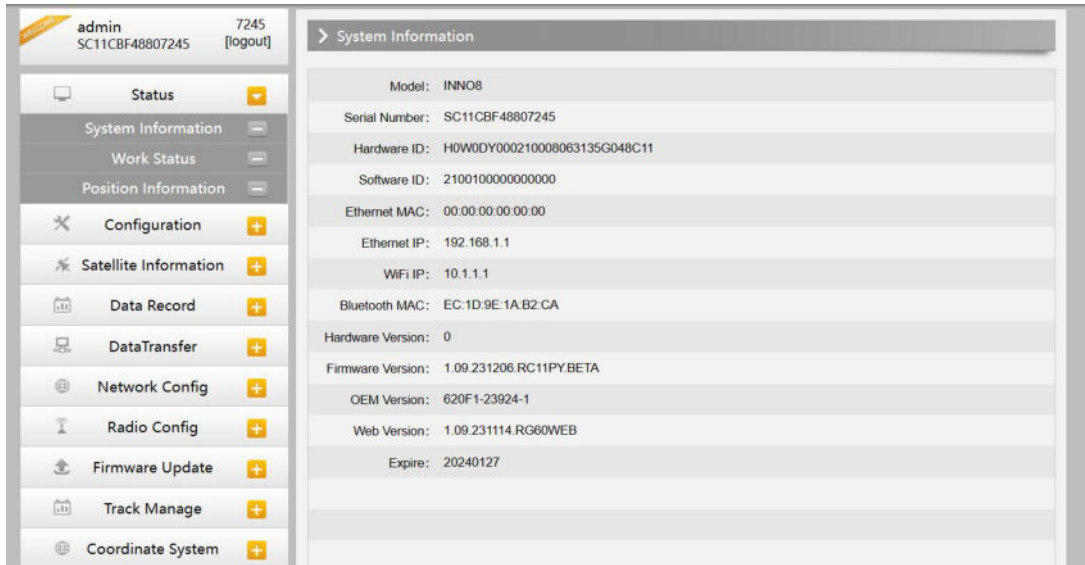 WELCOME
admin 7245
SC11CBF48807245 [logout]
Status
System Information
Work Status
Position Information
Configuration
Satellite Information
Data Record
DataTransfer
Network Config
Radio Config
Firmware Update
Track Manage
Coordinate System
System Information
Model: INNO8
Serial Number: SC11CBF48807245
Hardware ID: H0W0DY000210008063135G048C11
Software ID: 2100100000000000
Ethernet MAC: 00:00:00:00:00:00
Ethernet IP: 192.168.1.1
WiFi IP: 10.1.1.1
Bluetooth MAC: EC:1D:9E:1A:B2:CA
Hardware Version: 0
Firmware Version: 1.09.231206.RC11PY.BETA
OEM Version: 620F1-23924-1
Web Version: 1.09.231114.RG60WEB
Expire: 20240127